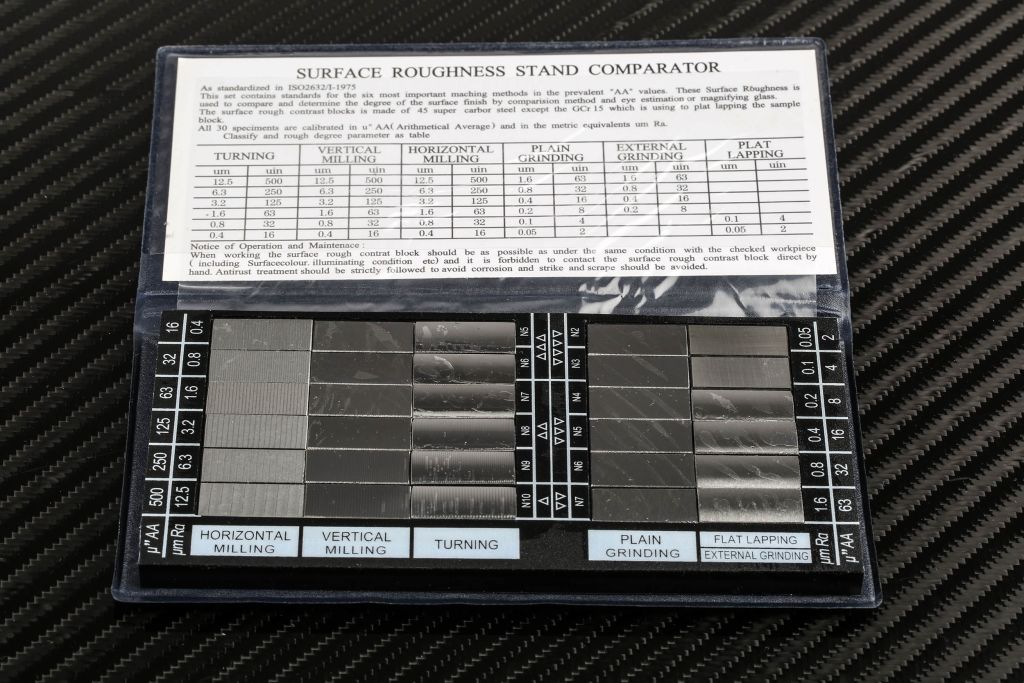 SURFACE ROUGHNESS STAND COMPARATOR
As standardized in ISO2632/I-1975
This set contains standards for the six most important maching methods in the prevalent "AA" values. These Surface Roughness is
used to compare and determine the degree of the surface finish by comparision method and eye estimation or magnifying glass.
The surface rough contrast blocks is made of 45 super carbor steel except the GCr15 which is using to plat lapping the sample
block.
All 30 speciments are calibrated in u" AA(Arithmetical Average) and in the metric equivalents um Ra.
Classify and rough degree parameter as table
TURNING VERTICAL MILLING HORIZONTAL MILLING PLAIN GRINDING EXTERNAL GRINDING PLAT LAPPING
um uin um uin um uin um uin um uin um uin
12.5 500 12.5 500 12.5 500 1.6 63 1.6 63
6.3 250 6.3 250 6.3 250 0.8 32 0.8 32
3.2 125 3.2 125 3.2 125 0.4 16 0.4 16
1.6 63 1.6 63 1.6 63 0.2 8 0.2 8
0.8 32 0.8 32 0.8 32 0.1 4 0.1 4
0.4 16 0.4 16 0.4 16 0.05 2 0.05 2
Notice of Operation and Maintenace:
When working the surface rough contrat block should be as possible as under the same condition with the checked workpiece
( including Surfacecolour. illuminating condition etc) and it is forbidden to contact the surface rough contrast block direct by
hand. Antirust treatment should be strictly followed to avoid corrosion and strike and scrape should be avoided.
16 0.4 N5 △△△ ▽▽▽▽ N2 0.05 2
32 0.8 N6 N3 0.1 4
63 1.6 N7 N4 0.2 8
125 3.2 N8 △△ ▽▽▽ N5 0.4 16
250 6.3 N9 N6 0.8 32
500 12.5 N10 △ ▽▽ N7 1.6 63
μ"AA μm Ra HORIZONTAL MILLING VERTICAL MILLING TURNING PLAIN GRINDING FLAT LAPPING EXTERNAL GRINDING μm Ra μ"AA